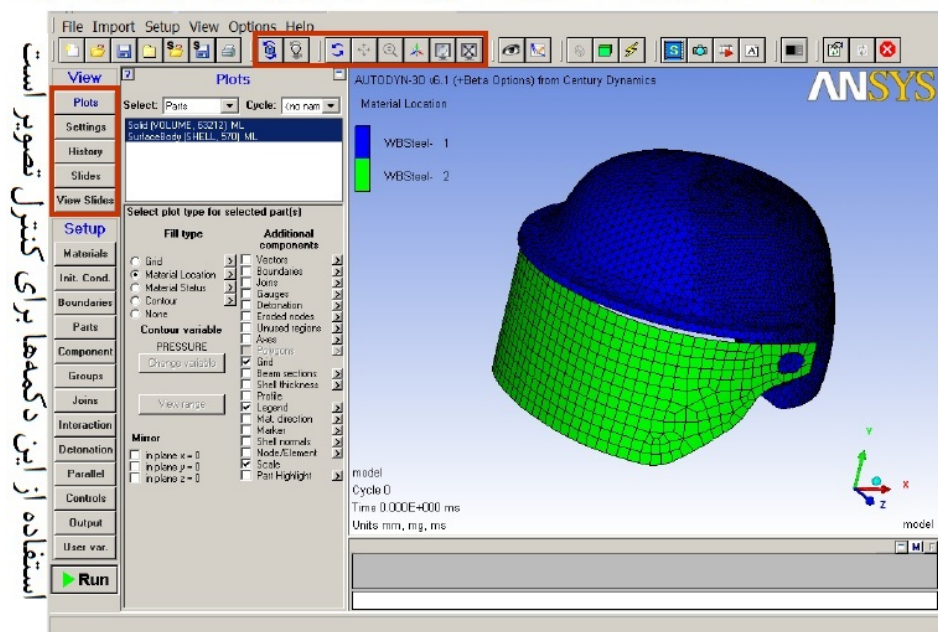 استفاده از این دکمه‌ها برای کنترل تصویر است
File Import Setup View Options Help
View
Plots
Settings
History
Slides
View Slides
Setup
Materials
Init. Cond.
Boundaries
Parts
Component
Groups
Joins
Interaction
Detonation
Parallel
Controls
Output
User var.
Run
? Plots
Select: Parts Cycle: (no nam
Solid (VOLUME, 63212) ML
SurfaceBody (SHELL, 570) ML
Select plot type for selected part(s)
Fill type
Grid >
Material Location >
Material Status >
Contour >
None
Contour variable
PRESSURE
Change variable
View range
Mirror
in plane x = 0
in plane y = 0
in plane z = 0
Additional
components
Vectors >
Boundaries >
Joins >
Gauges >
Detonation >
Eroded nodes >
Unused regions >
Axes >
Polygons >
Grid
Beam sections >
Shell thickness >
Profile
Legend >
Mat. direction >
Marker >
Shell normals >
Node/Element >
Scale
Part Highlight >
AUTODYN-3D v6.1 (+Beta Options) from Century Dynamics
ANSYS
Material Location
WBSteel- 1
WBSteel- 2
Y
X
Z
model
Cycle 0
Time 0.000E+000 ms
Units mm, mg, ms
model
M